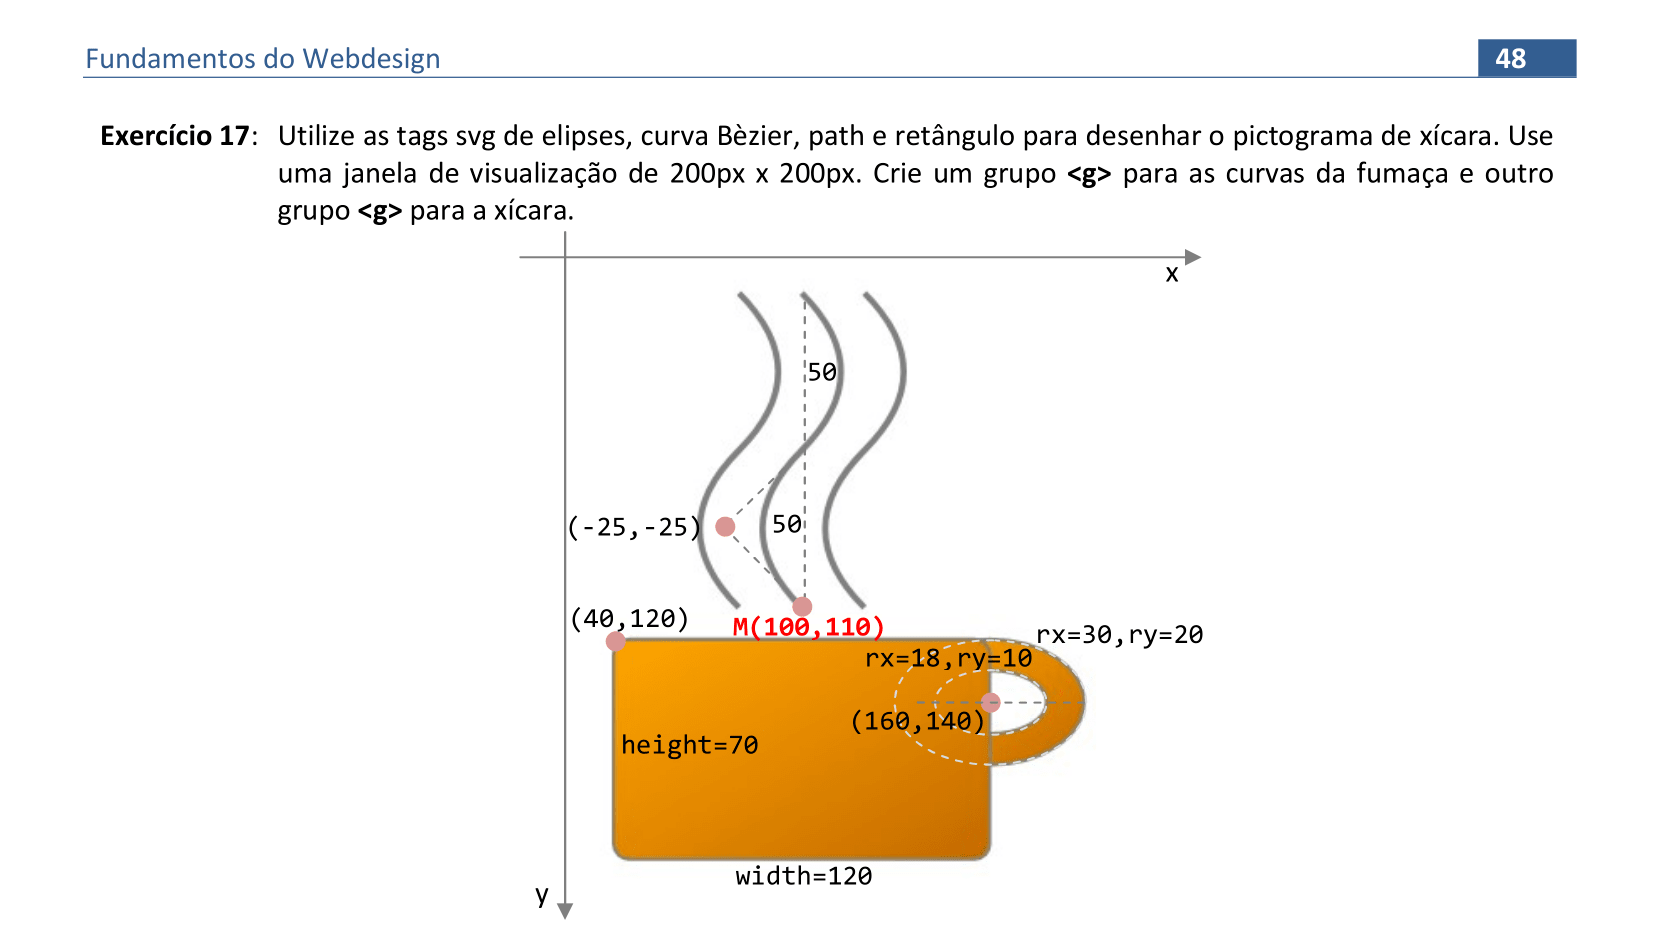 Fundamentos do Webdesign
48
Exercício 17: Utilize as tags svg de elipses, curva Bèzier, path e retângulo para desenhar o pictograma de xícara. Use
uma janela de visualização de 200px x 200px. Crie um grupo <g> para as curvas da fumaça e outro
grupo <g> para a xícara.
x
50
(-25,-25)
50
(40,120)
M(100,110)
rx=30,ry=20
rx=18,ry=10
(160,140)
height=70
width=120
y